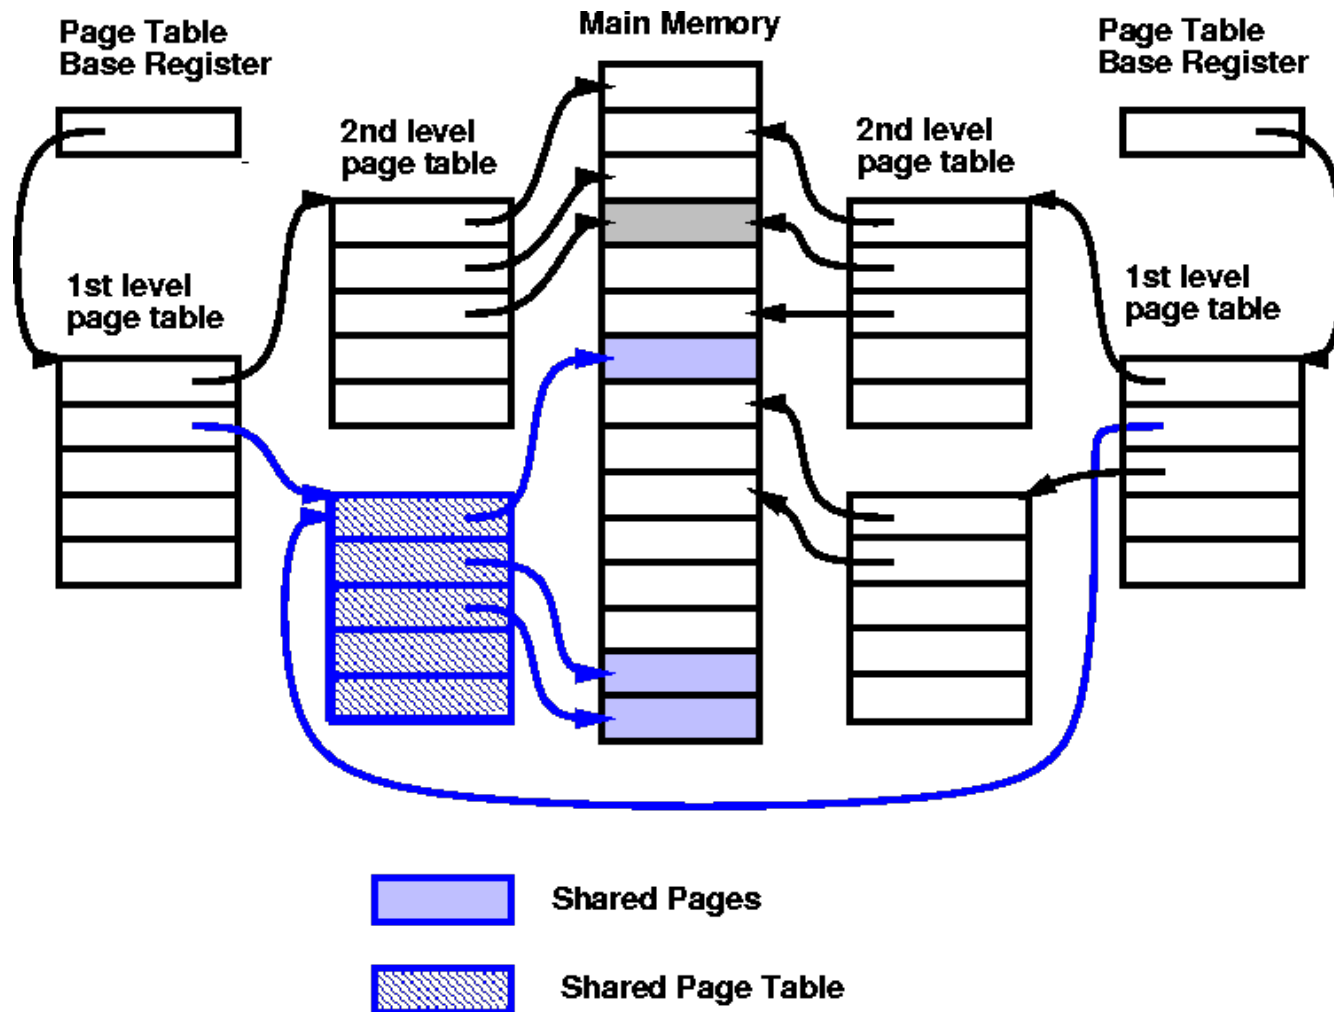 Main Memory
Page Table
Base Register
Page Table
Base Register
2nd level
page table
2nd level
page table
1st level
page table
1st level
page table
Shared Pages
Shared Page Table